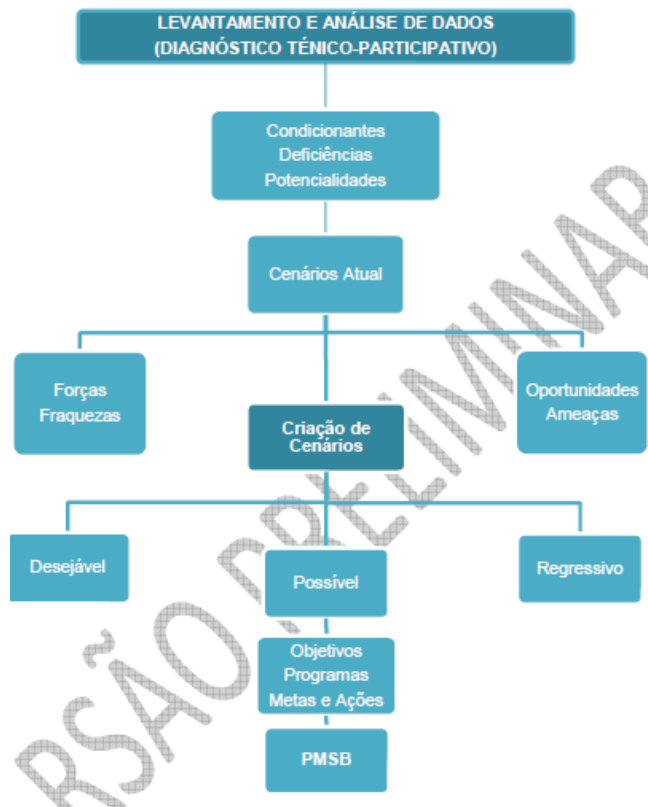 LEVANTAMENTO E ANÁLISE DE DADOS
(DIAGNÓSTICO TÉNICO-PARTICIPATIVO)
Condicionantes
Deficiências
Potencialidades
Cenários Atual
Forças
Fraquezas
Criação de
Cenários
Oportunidades
Ameaças
Desejável
Possível
Regressivo
Objetivos
Programas
Metas e Ações
PMSB
RSÃO PRELIMINAR